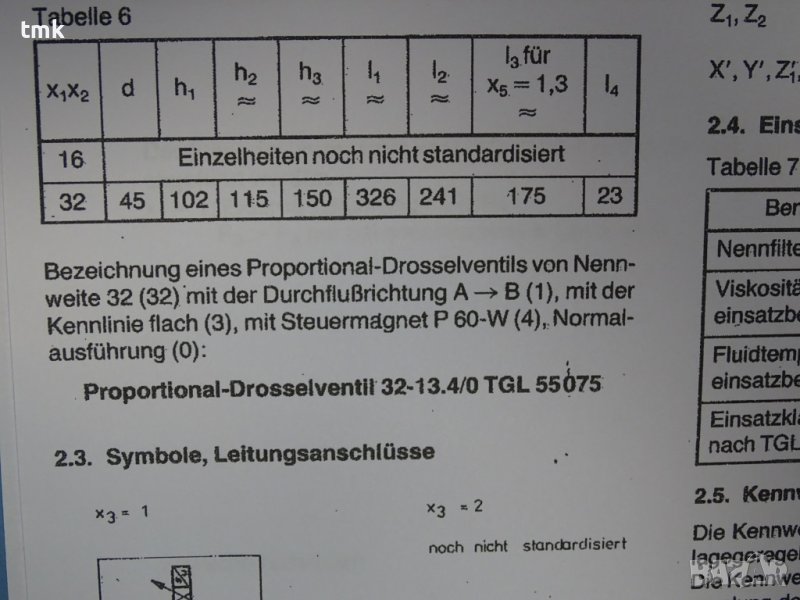 tmk
Tabelle 6
x₁x₂ d h₁ h₂ ≈ h₃ ≈ l₁ ≈ l₂ ≈ l₃ für x₅ = 1,3 ≈ l₄
16 Einzelheiten noch nicht standardisiert
32 45 102 115 150 326 241 175 23
Bezeichnung eines Proportional-Drosselventils von Nenn-
weite 32 (32) mit der Durchflußrichtung A → B (1), mit der
Kennlinie flach (3), mit Steuermagnet P 60-W (4), Normal-
ausführung (0):
Proportional-Drosselventil 32-13.4/0 TGL 55075
2.3. Symbole, Leitungsanschlüsse
x₃ = 1
x₃ = 2
noch nicht standardisiert
Z₁, Z₂
X′, Y′, Z₁′,
2.4. Eins
Tabelle 7
Ber
Nennfilte
Viskositä
einsatzbe
Fluidtemp
einsatzbe
Einsatzkla
nach TGL
2.5. Kennw
Die Kennwe
lagegeregel
Die Kennwe